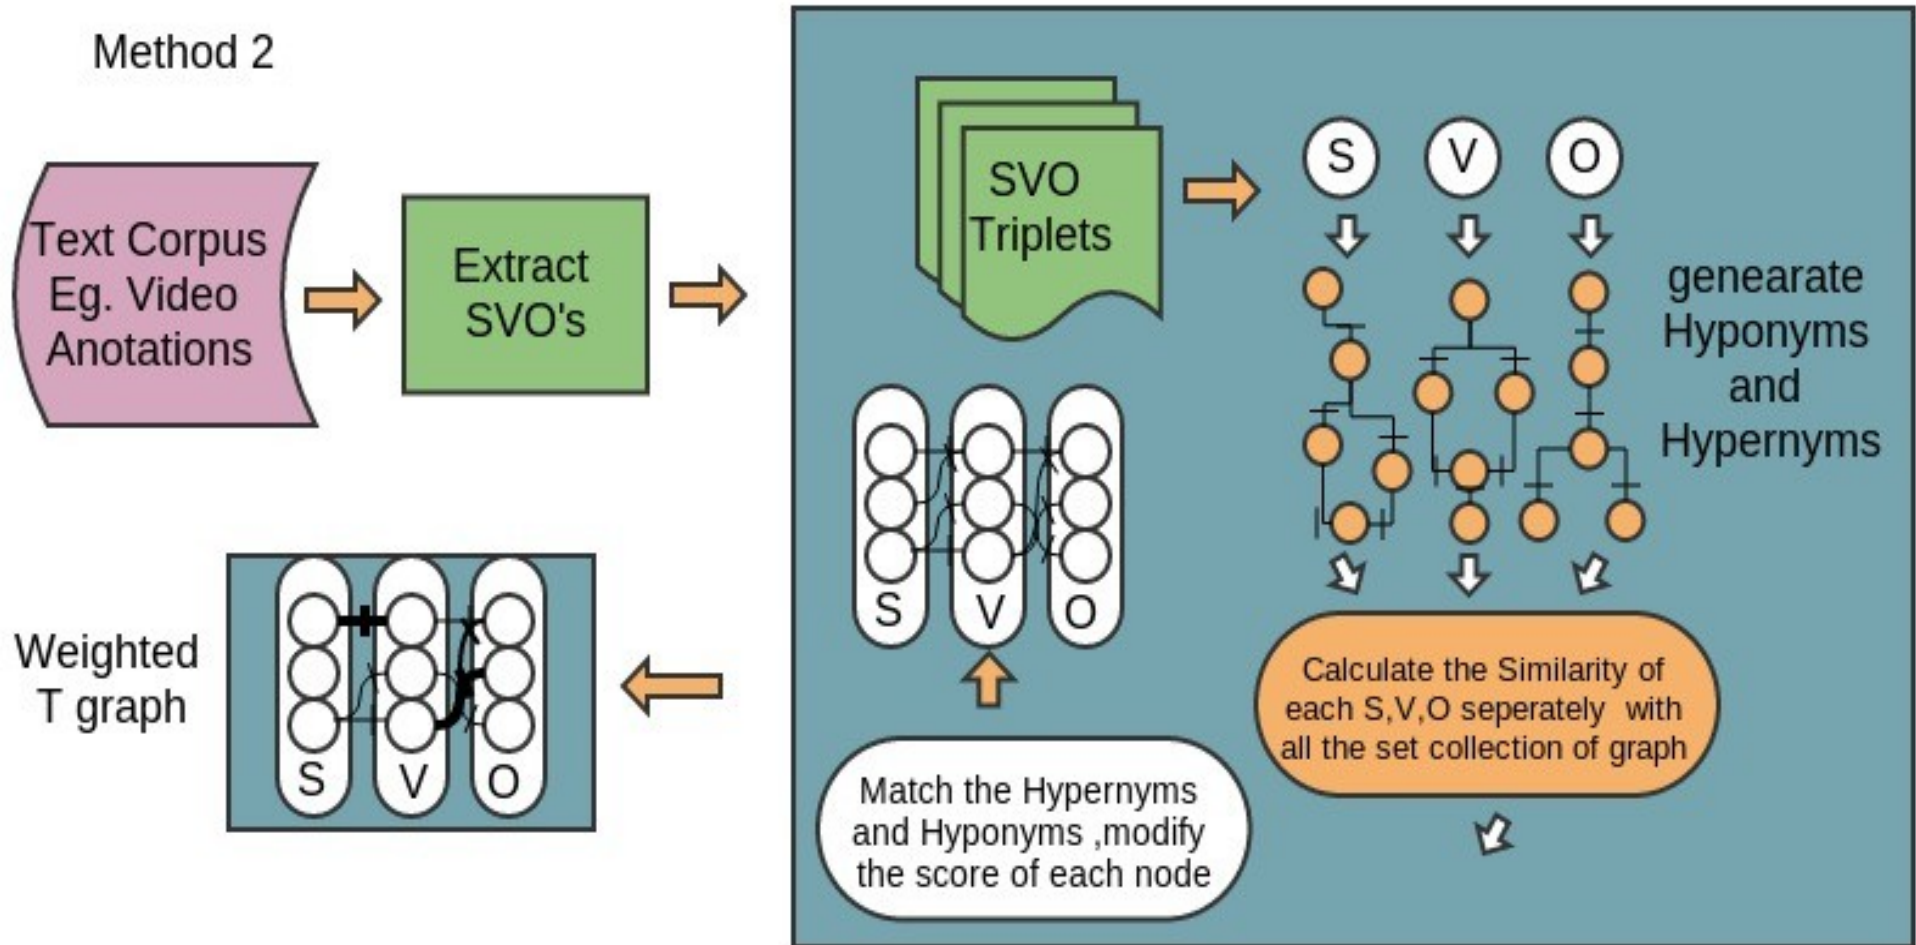 Method 2
Text Corpus
Eg. Video
Anotations
Extract
SVO's
SVO
Triplets
S
V
O
genearate
Hyponyms
and
Hypernyms
Calculate the Similarity of
each S,V,O seperately with
all the set collection of graph
Match the Hypernyms
and Hyponyms ,modify
the score of each node
S
V
O
Weighted
T graph
S
V
O